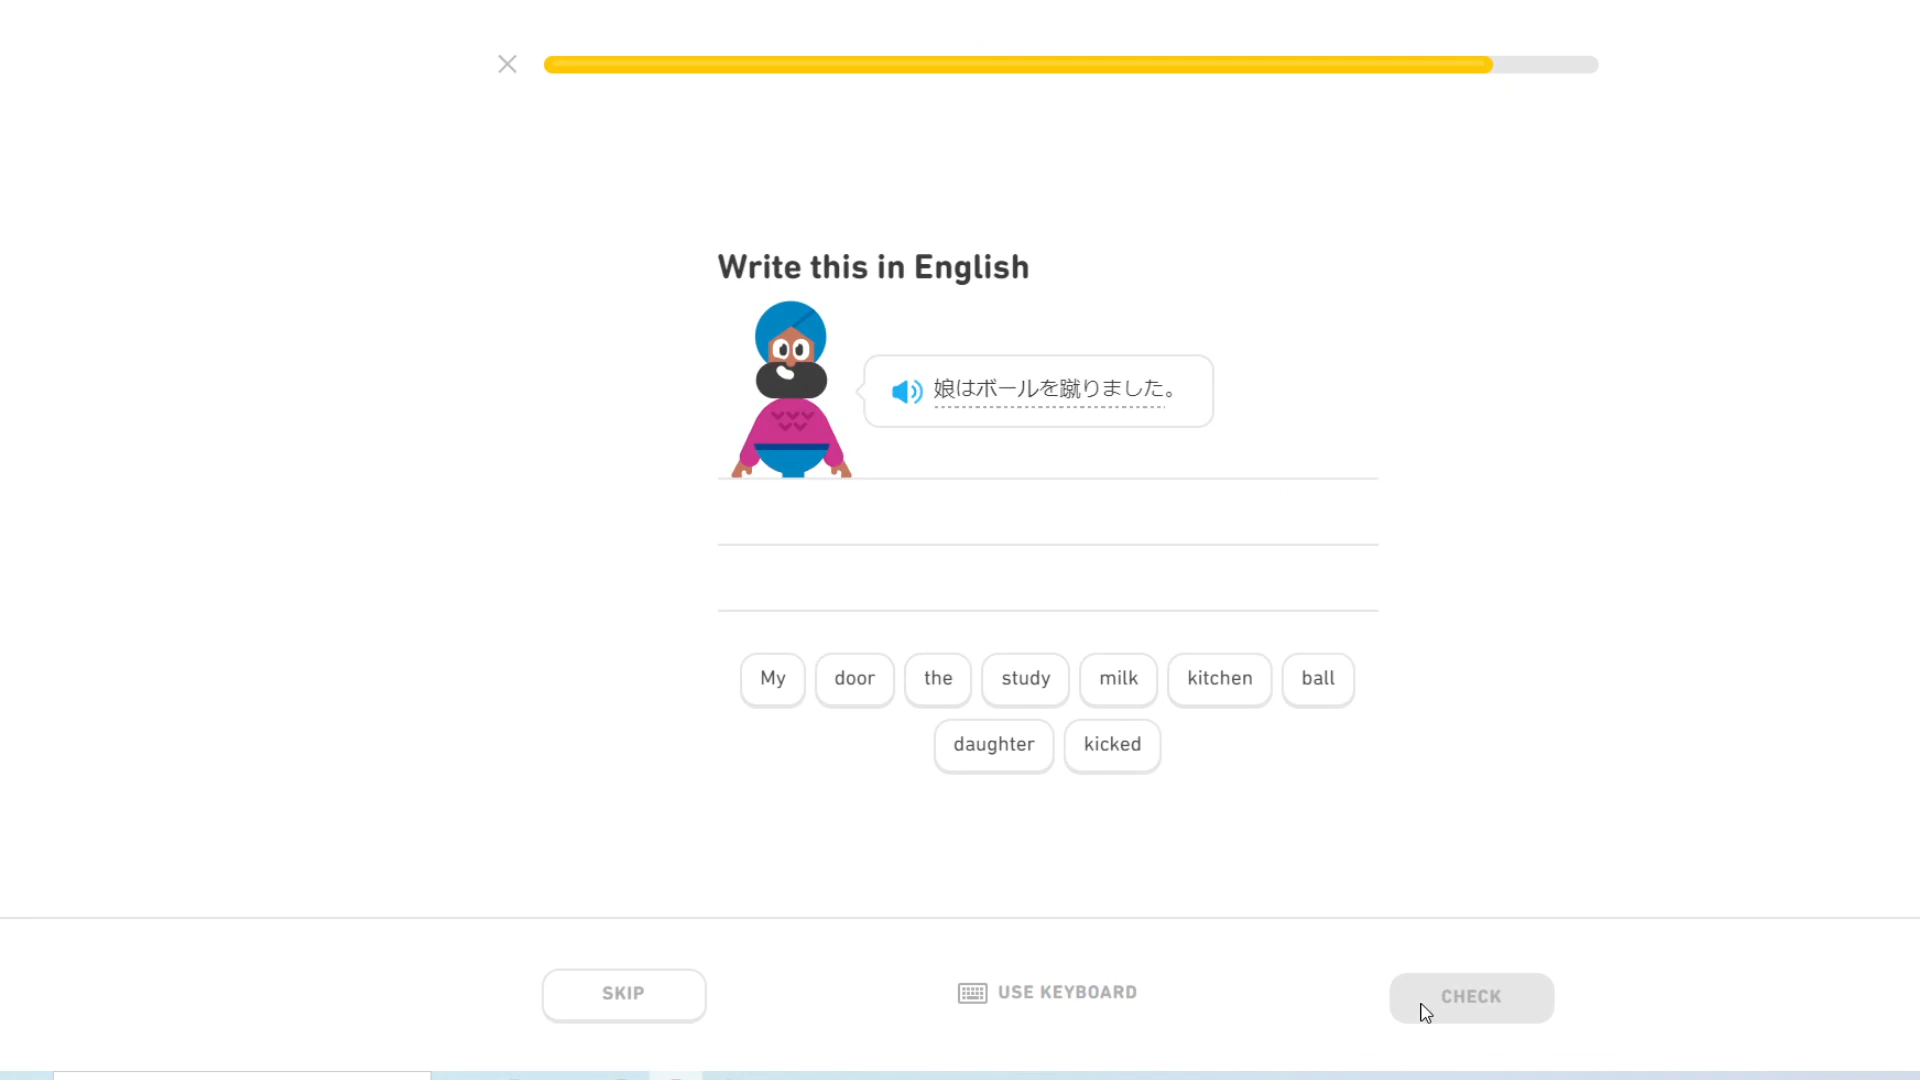 Write this in English
娘はボールを蹴りました。
My door the study milk kitchen ball
daughter kicked
SKIP USE KEYBOARD CHECK